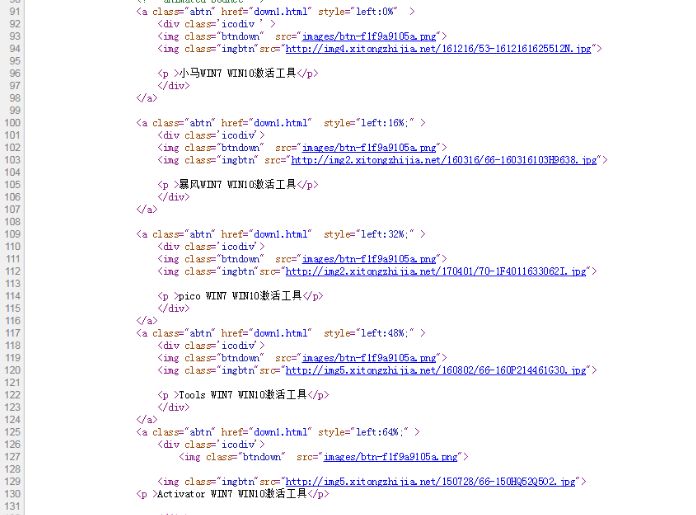 91 <a class="abtn" href="down1.html" style="left:0%" >
92 <div class='icodiv ' >
93 <img class="btndown" src="images/btn-f1f9a9105a.png">
94 <img class="imgbtn"src="http://img4.xitongzhijia.net/161216/53-1612161625512N.jpg">
95
96 <p >小马WIN7 WIN10激活工具</p>
97 </div>
98 </a>
99
100 <a class="abtn" href="down1.html" style="left:16%;" >
101 <div class='icodiv'>
102 <img class="btndown" src="images/btn-f1f9a9105a.png">
103 <img class="imgbtn" src="http://img2.xitongzhijia.net/160316/66-160316103H9638.jpg">
104
105 <p >暴风WIN7 WIN10激活工具</p>
106 </div>
107 </a>
108
109 <a class="abtn" href="down1.html" style="left:32%;" >
110 <div class='icodiv'>
111 <img class="btndown" src="images/btn-f1f9a9105a.png">
112 <img class="imgbtn"src="http://img2.xitongzhijia.net/170401/70-1F4011633062I.jpg">
113
114 <p >pico WIN7 WIN10激活工具</p>
115 </div>
116 </a>
117 <a class="abtn" href="down1.html" style="left:48%;" >
118 <div class='icodiv'>
119 <img class="btndown" src="images/btn-f1f9a9105a.png">
120 <img class="imgbtn"src="http://img5.xitongzhijia.net/160802/66-160P214461G30.jpg">
121
122 <p >Tools WIN7 WIN10激活工具</p>
123 </div>
124 </a>
125 <a class="abtn" href="down1.html" style="left:64%;" >
126 <div class='icodiv'>
127 <img class="btndown" src="images/btn-f1f9a9105a.png">
128
129 <img class="imgbtn"src="http://img5.xitongzhijia.net/150728/66-150HQ52Q502.jpg">
130 <p >Activator WIN7 WIN10激活工具</p>
131